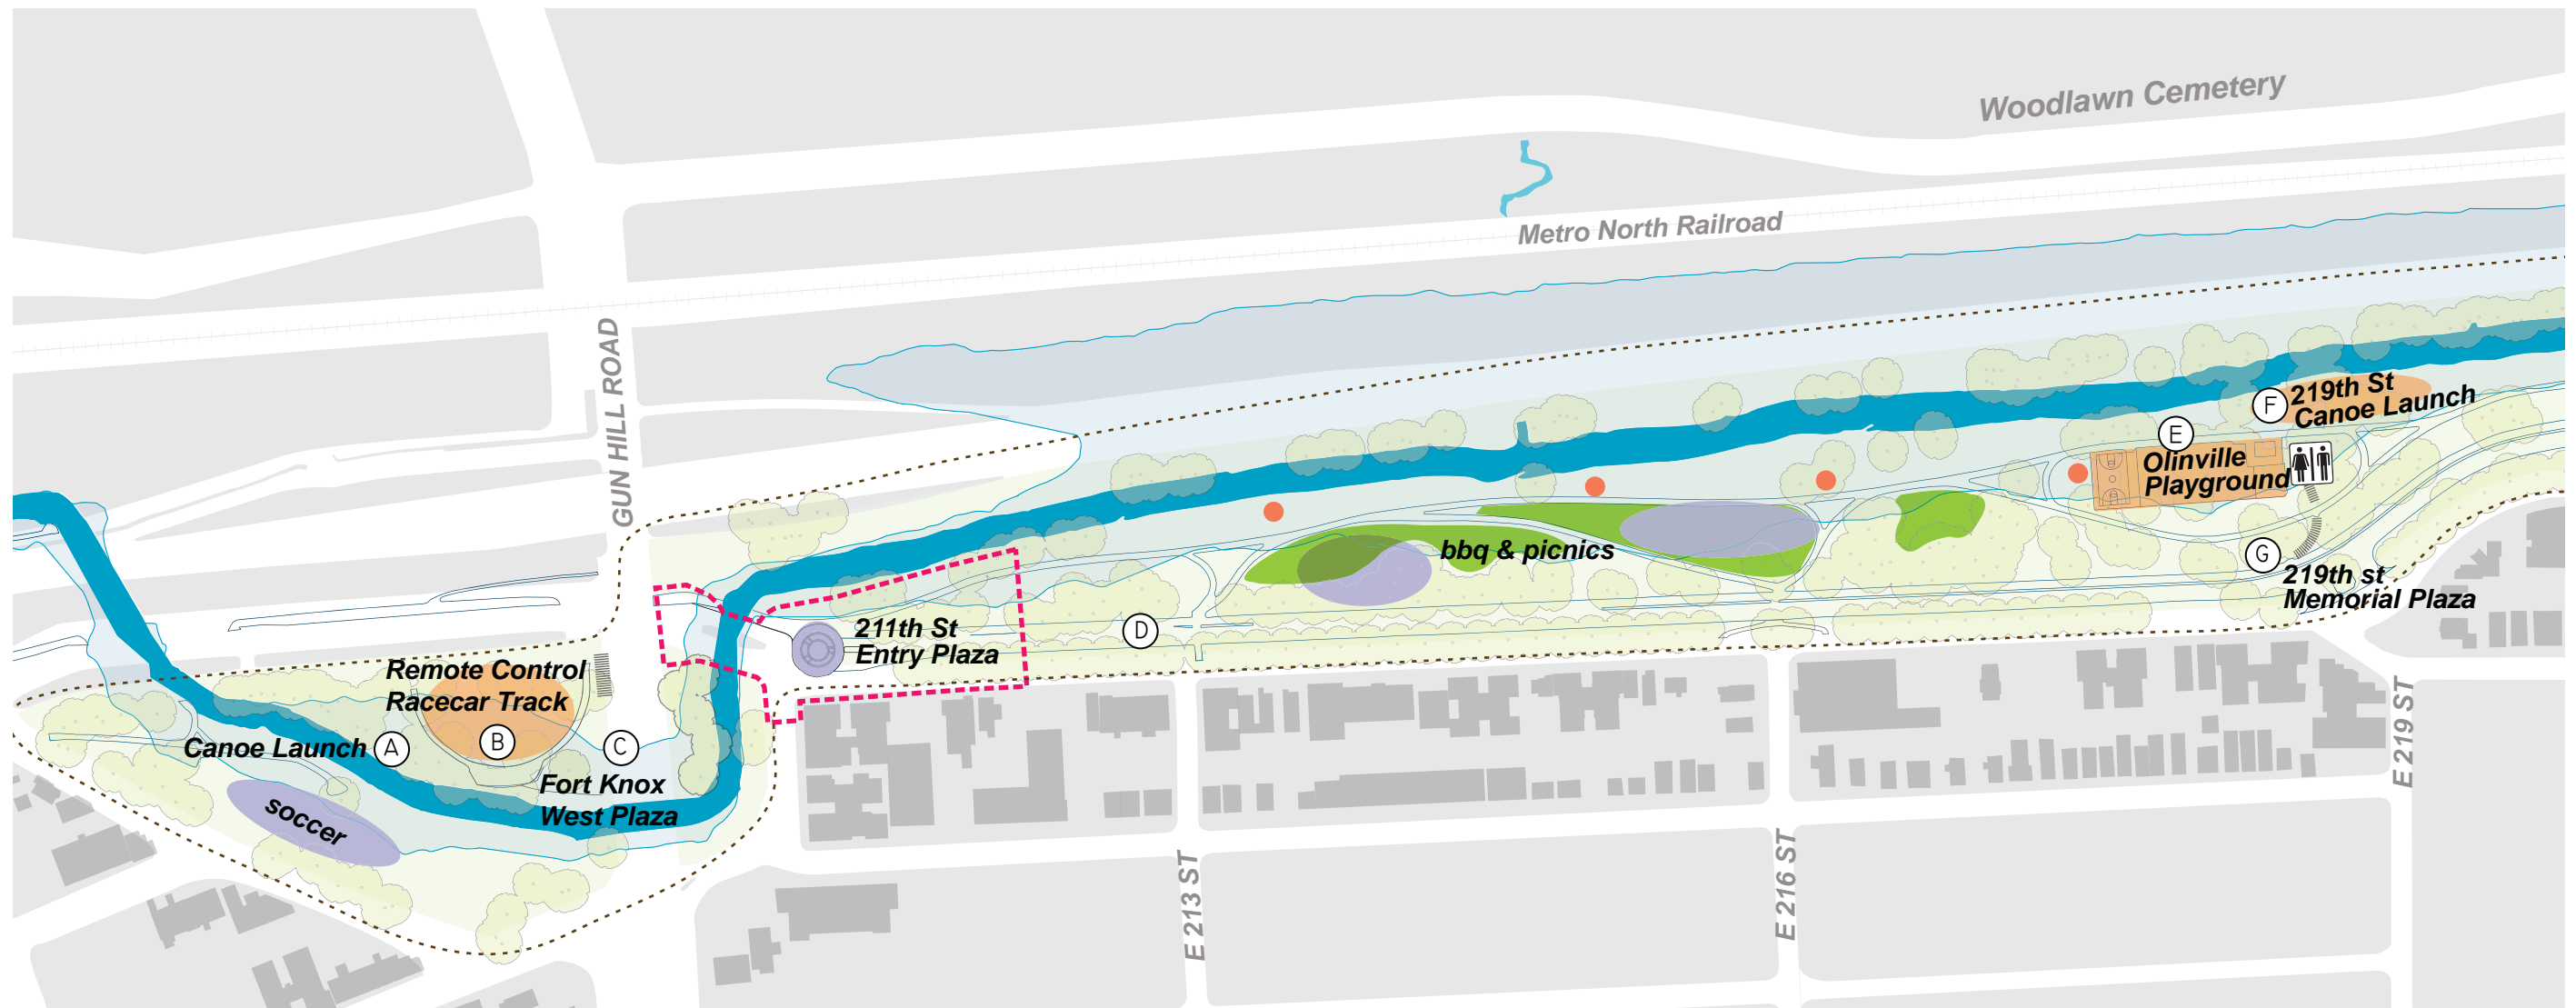 Woodlawn Cemetery
Metro North Railroad
GUN HILL ROAD
F
219th St
Canoe Launch
E
Olinville
Playground
bbq & picnics
G
219th st
Memorial Plaza
211th St
Entry Plaza
D
Remote Control
Racecar Track
Canoe Launch
A
B
C
Fort Knox
West Plaza
soccer
E 213 ST
E 216 ST
E 219 ST